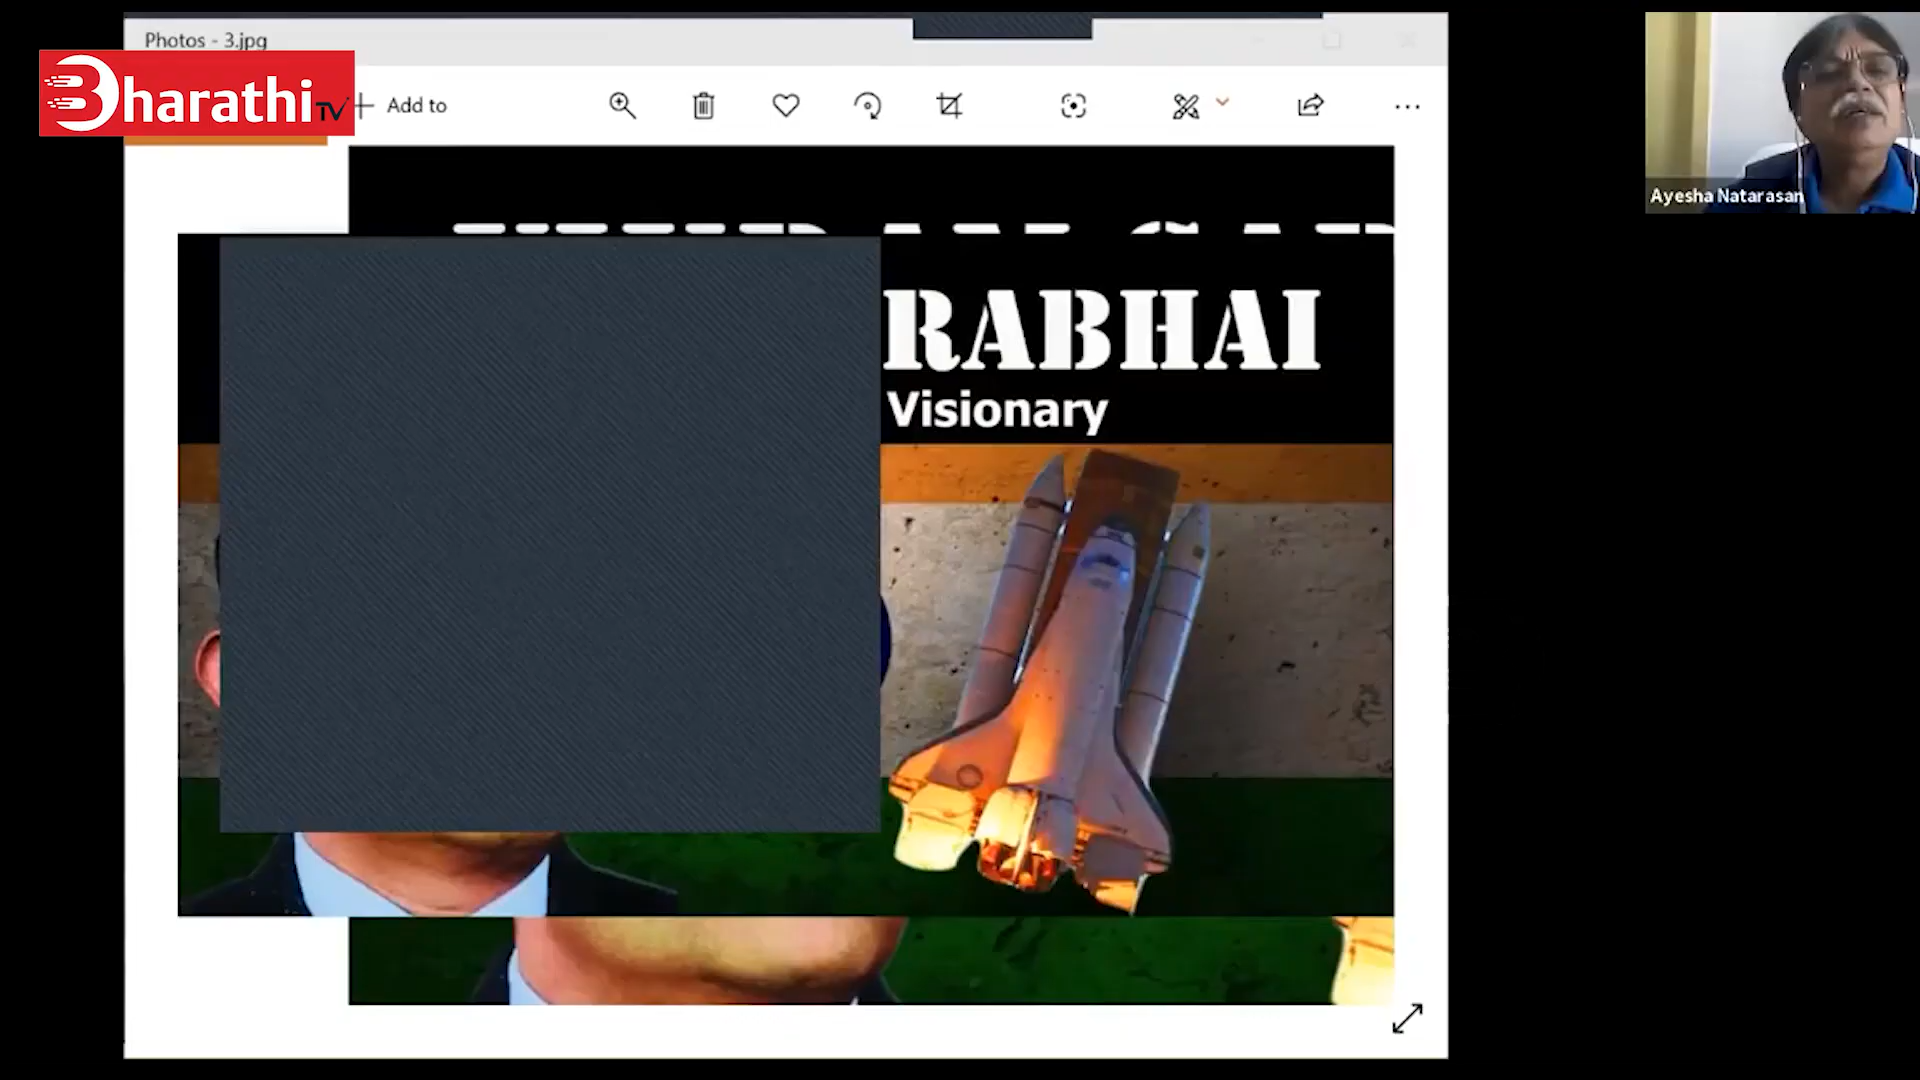 Photos - 3.jpg
Bharathi TV
Add to
RABHAI
Visionary
Ayesha Natarasan